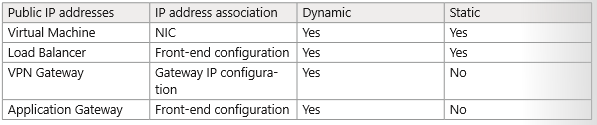 Public IP addresses IP address association Dynamic Static
Virtual Machine NIC Yes Yes
Load Balancer Front-end configuration Yes Yes
VPN Gateway Gateway IP configura- Yes No
tion
Application Gateway Front-end configuration Yes No